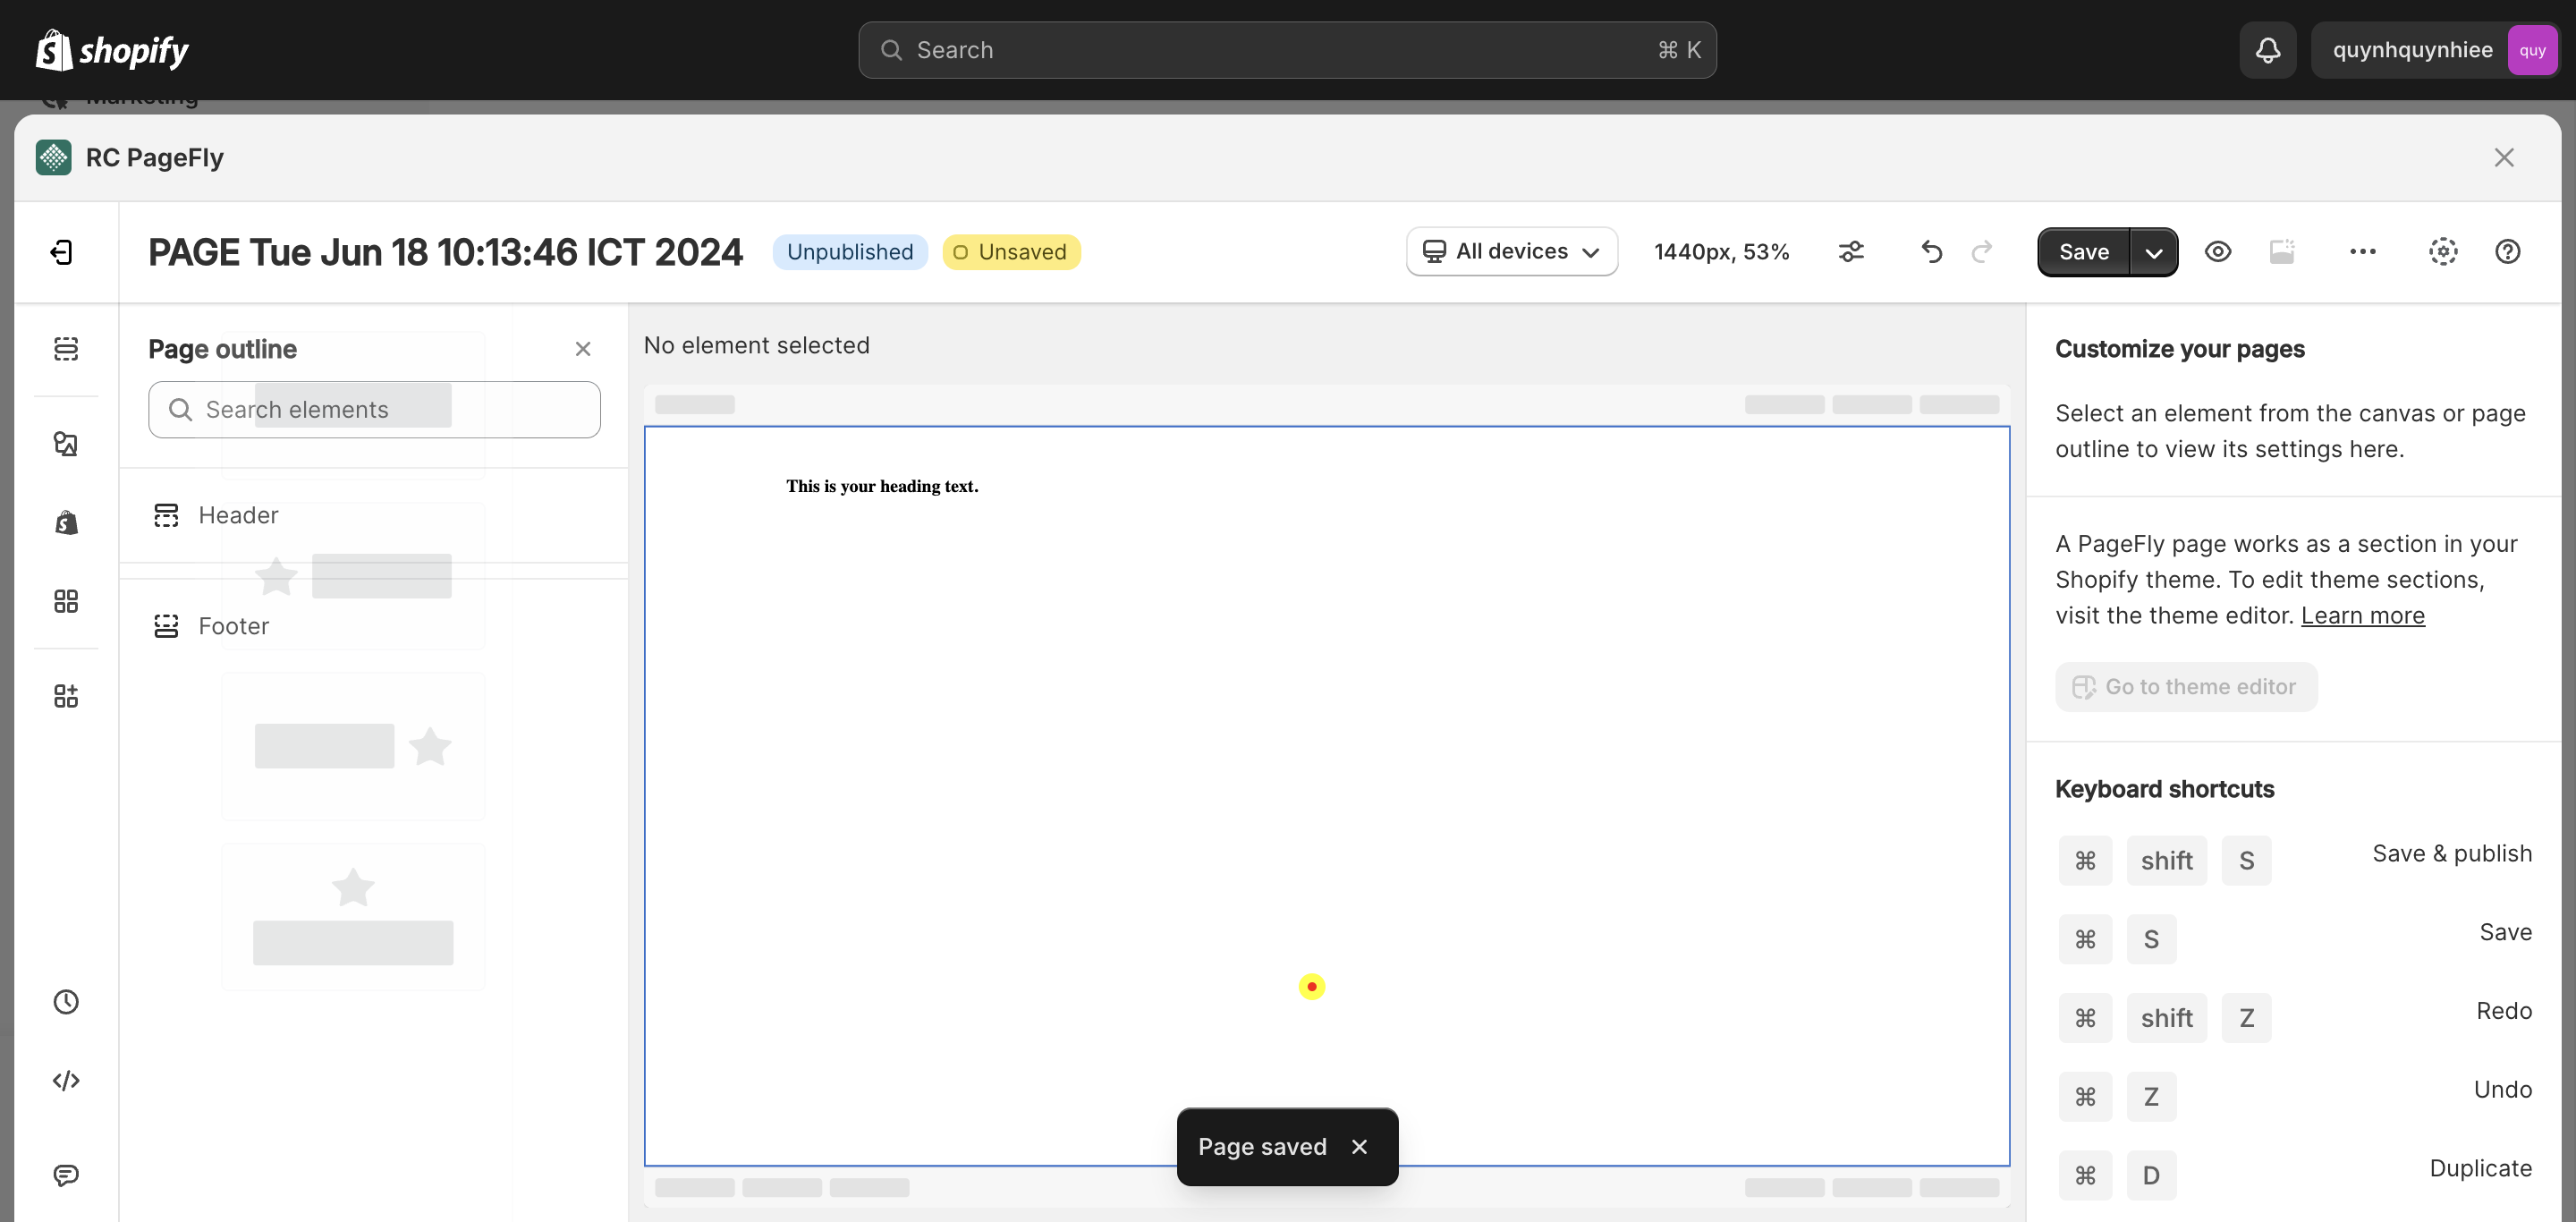 shopify
Search
⌘ K
quynhquynhiee
quy
Marketing
RC PageFly
PAGE Tue Jun 18 10:13:46 ICT 2024
Unpublished
Unsaved
All devices
1440px, 53%
Save
Page outline
Search elements
Header
Footer
No element selected
This is your heading text.
Page saved
Customize your pages
Select an element from the canvas or page
outline to view its settings here.
A PageFly page works as a section in your
Shopify theme. To edit theme sections,
visit the theme editor. Learn more
Go to theme editor
Keyboard shortcuts
⌘ shift S Save & publish
⌘ S Save
⌘ shift Z Redo
⌘ Z Undo
⌘ D Duplicate